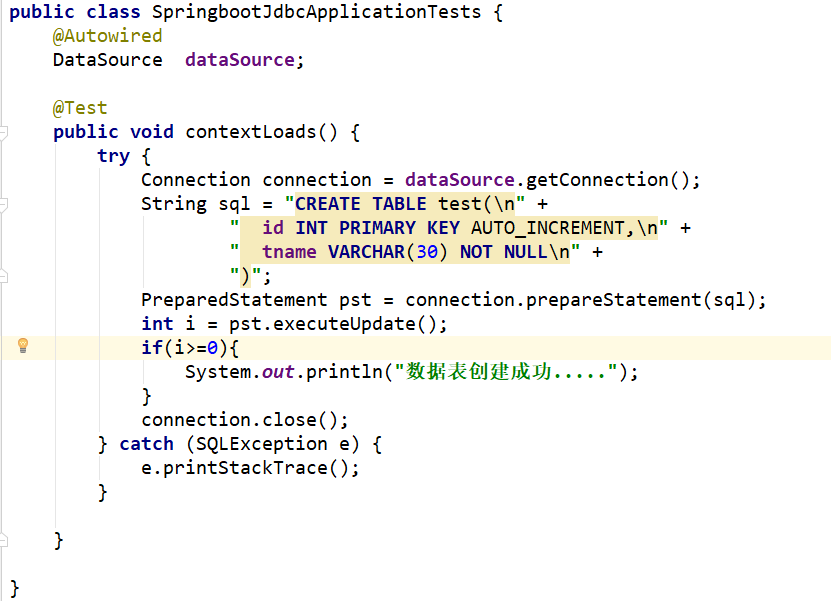 public class SpringbootJdbcApplicationTests {
    @Autowired
    DataSource  dataSource;
    @Test
    public void contextLoads() {
        try {
            Connection connection = dataSource.getConnection();
            String sql = "CREATE TABLE test(\n" +
                    "  id INT PRIMARY KEY AUTO_INCREMENT,\n" +
                    "  tname VARCHAR(30) NOT NULL\n" +
                    ")";
            PreparedStatement pst = connection.prepareStatement(sql);
            int i = pst.executeUpdate();
            if(i>=0){
                System.out.println("数据表创建成功.....");
            }
            connection.close();
        } catch (SQLException e) {
            e.printStackTrace();
        }
    }
}